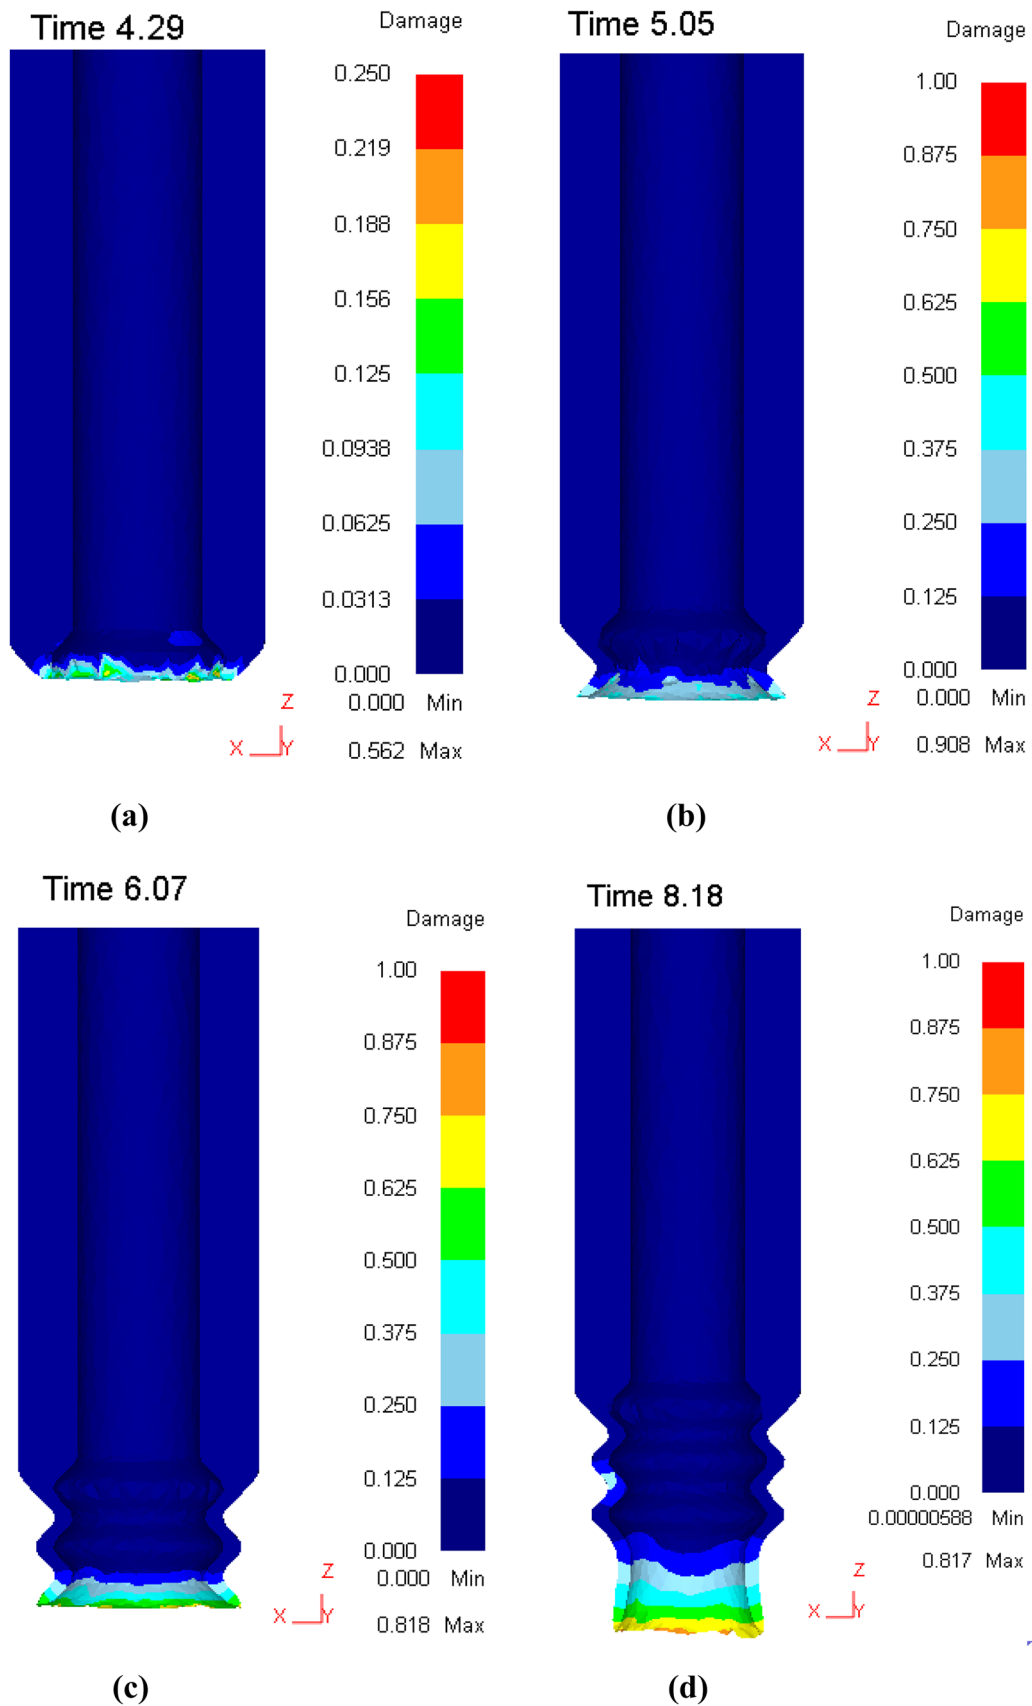 Time 4.29
Damage
0.250
0.219
0.188
0.156
0.125
0.0938
0.0625
0.0313
0.000
0.000 Min
0.562 Max
Z
X
Y
(a)
Time 5.05
Damage
1.00
0.875
0.750
0.625
0.500
0.375
0.250
0.125
0.000
0.000 Min
0.908 Max
Z
X
Y
(b)
Time 6.07
Damage
1.00
0.875
0.750
0.625
0.500
0.375
0.250
0.125
0.000
0.000 Min
0.818 Max
Z
X
Y
(c)
Time 8.18
Damage
1.00
0.875
0.750
0.625
0.500
0.375
0.250
0.125
0.000
0.00000588 Min
0.817 Max
Z
X
Y
(d)